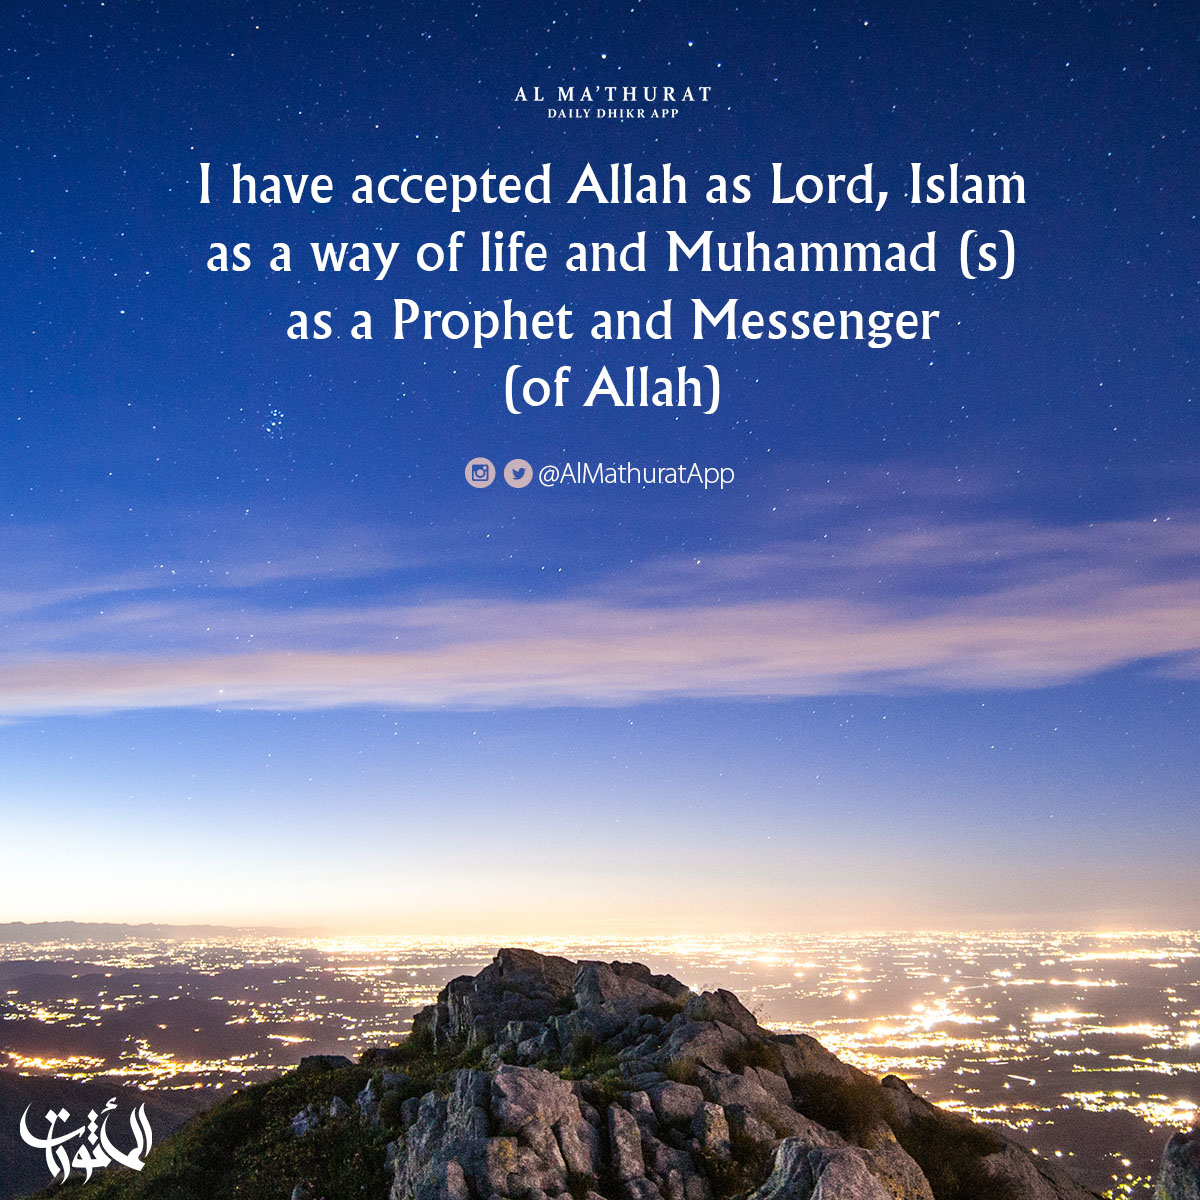 AL MA'THURAT
DAILY DHIKR APP
I have accepted Allah as Lord, Islam
as a way of life and Muhammad (s)
as a Prophet and Messenger
(of Allah)
@AlMathuratApp
المأثورات